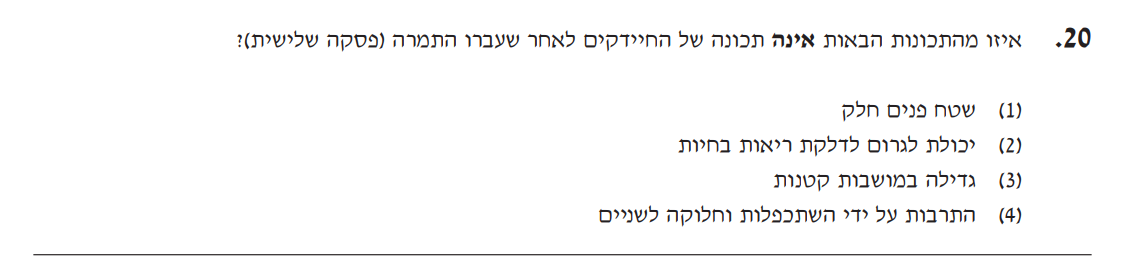 20. איזו מהתכונות הבאות אינה תכונה של החיידקים לאחר שעברו התמרה (פסקה שלישית)?
(1) שטח פנים חלק
(2) יכולת לגרום לדלקת ריאות בחיות
(3) גדילה במושבות קטנות
(4) התרבות על ידי השתכפלות וחלוקה לשניים